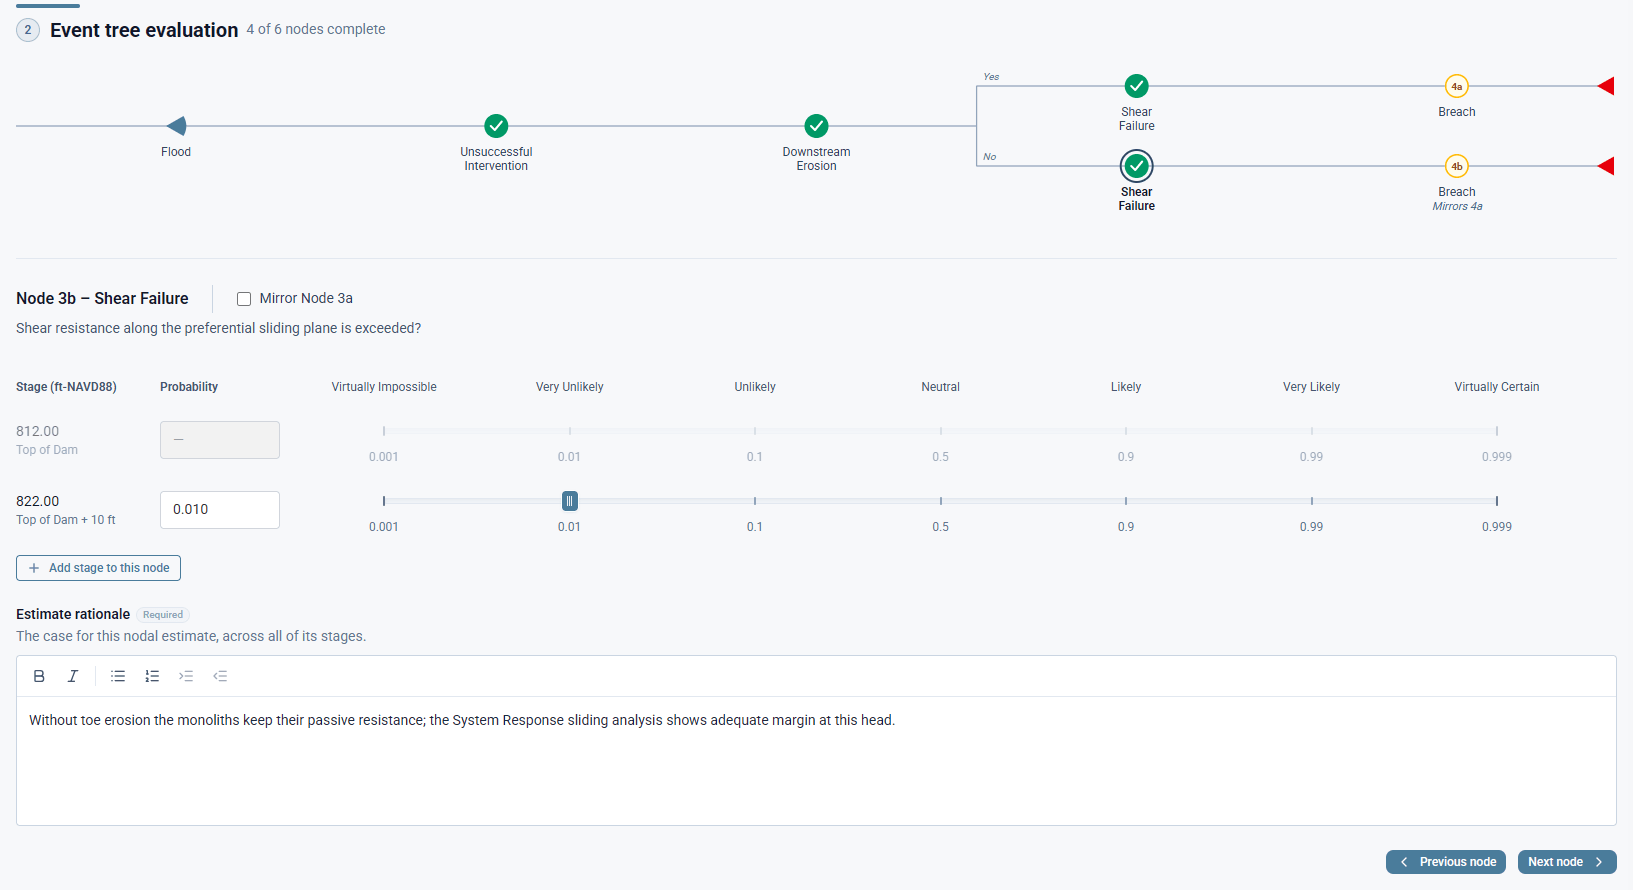 2 Event tree evaluation 4 of 6 nodes complete
Yes
4a
Flood
Unsuccessful
Intervention
Downstream
Erosion
Shear
Failure
Breach
No
4b
Shear
Failure
Breach
Mirrors 4a
Node 3b – Shear Failure Mirror Node 3a
Shear resistance along the preferential sliding plane is exceeded?
Stage (ft-NAVD88) Probability Virtually Impossible Very Unlikely Unlikely Neutral Likely Very Likely Virtually Certain
812.00
Top of Dam
—
0.001 0.01 0.1 0.5 0.9 0.99 0.999
822.00
Top of Dam + 10 ft
0.010
0.001 0.01 0.1 0.5 0.9 0.99 0.999
+ Add stage to this node
Estimate rationale Required
The case for this nodal estimate, across all of its stages.
B I
Without toe erosion the monoliths keep their passive resistance; the System Response sliding analysis shows adequate margin at this head.
Previous node Next node